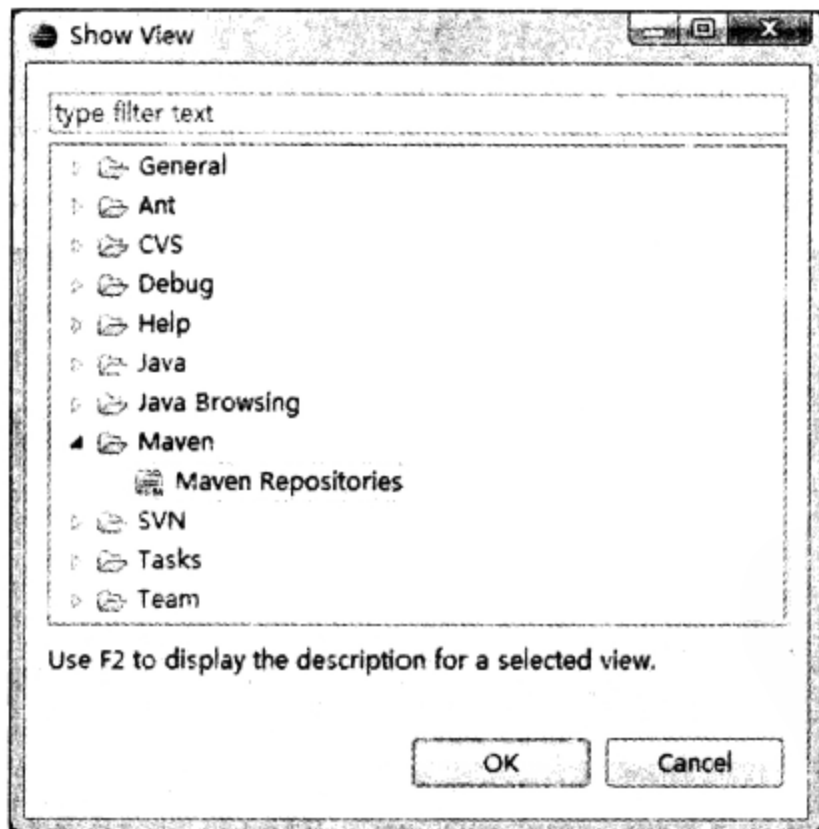 Show View
type filter text
General
Ant
CVS
Debug
Help
Java
Java Browsing
Maven
Maven Repositories
SVN
Tasks
Team
Use F2 to display the description for a selected view.
OK
Cancel